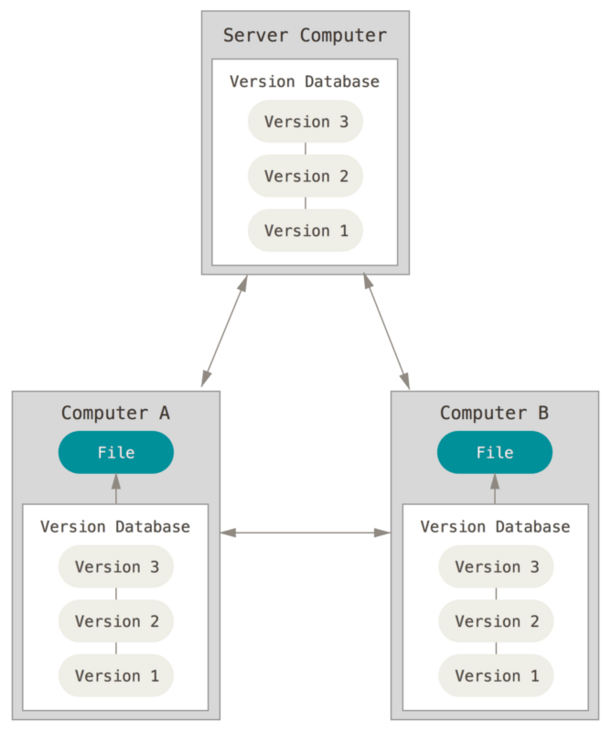 Server Computer
Version Database
Version 3
Version 2
Version 1
Computer A
File
Version Database
Version 3
Version 2
Version 1
Computer B
File
Version Database
Version 3
Version 2
Version 1